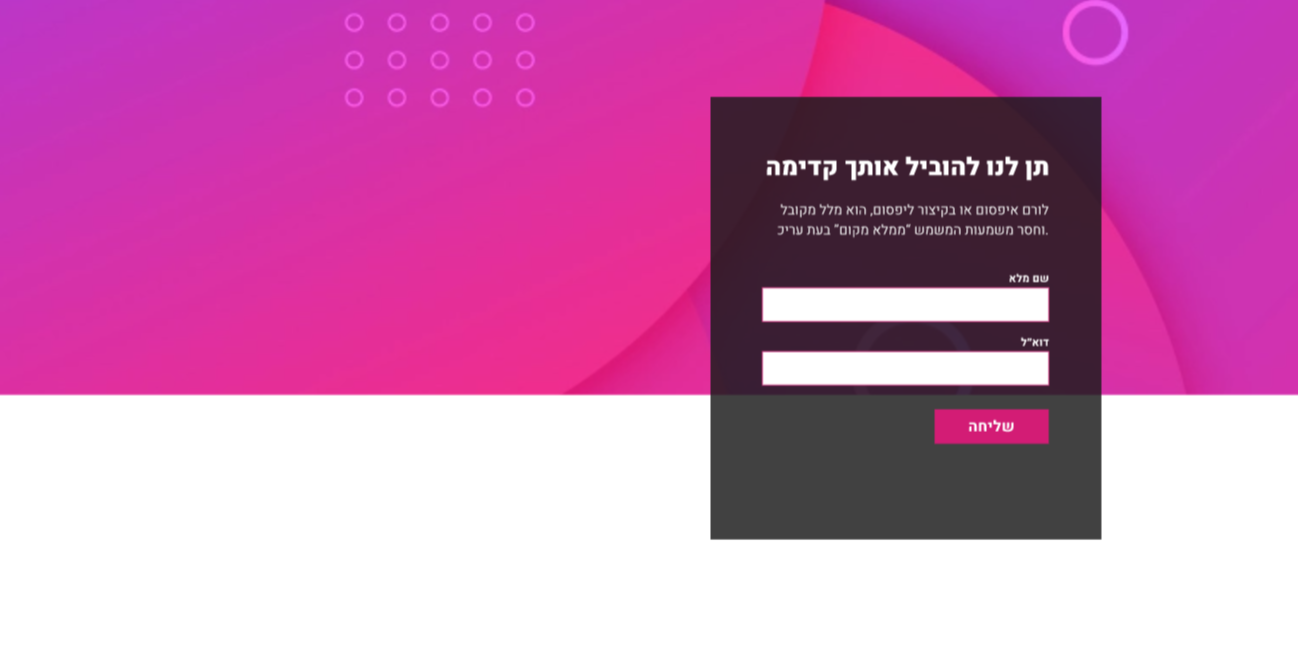 תן לנו להוביל אותך קדימה
לורם איפסום או בקיצור ליפסום, הוא מלל מקובל
וחסר משמעות המשמש "ממלא מקום" בעת עריכ.
שם מלא
דוא"ל
שליחה